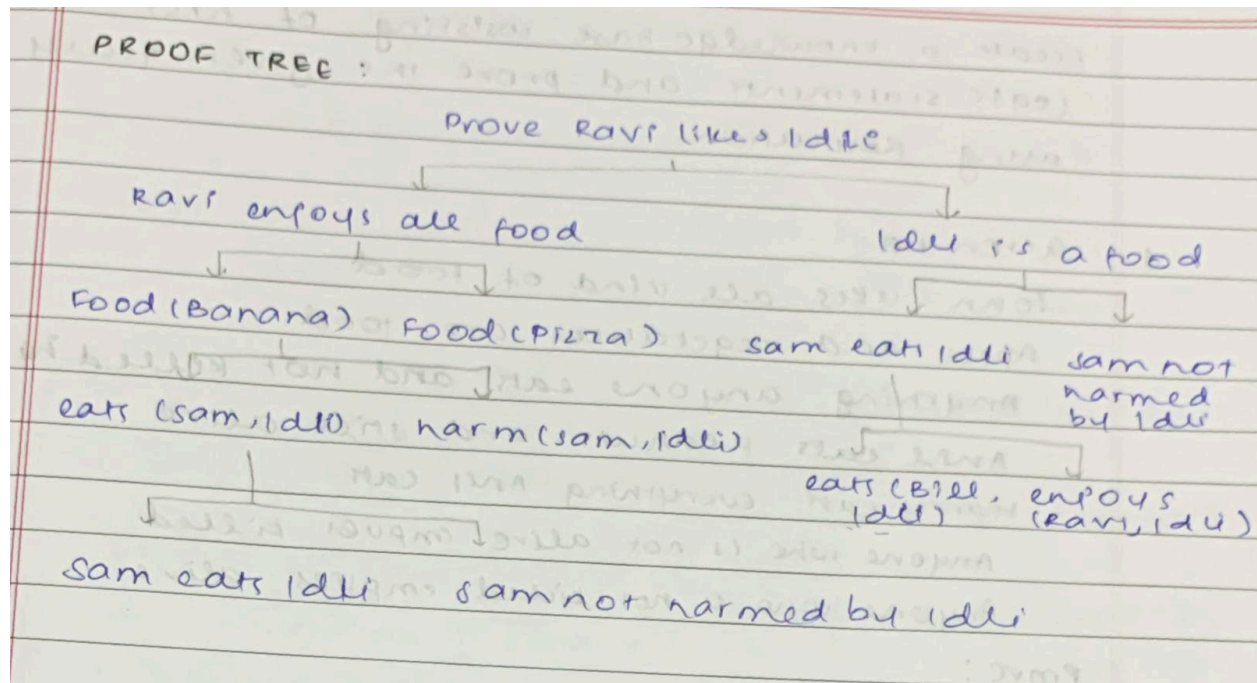 PROOF TREE :
Prove Ravi likes Idli
Ravi enjoys all food
Idli is a food
Food (Banana) Food (Pizza) sam eats Idli sam not
harmed
by Idli
eats (sam, idli) harm (sam, idli)
eats (Bill, enjoys
Idli) (Ravi, Idli)
Sam eats Idli sam not harmed by idli